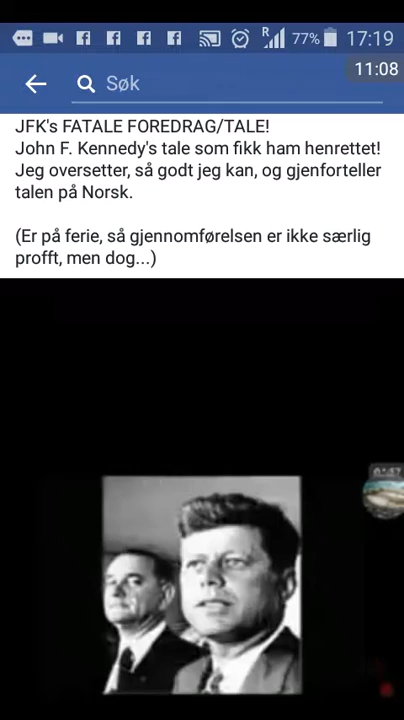 R 77% 17:19
11:08
Søk
JFK's FATALE FOREDRAG/TALE!
John F. Kennedy's tale som fikk ham henrettet!
Jeg oversetter, så godt jeg kan, og gjenforteller
talen på Norsk.
(Er på ferie, så gjennomførelsen er ikke særlig
profft, men dog...)